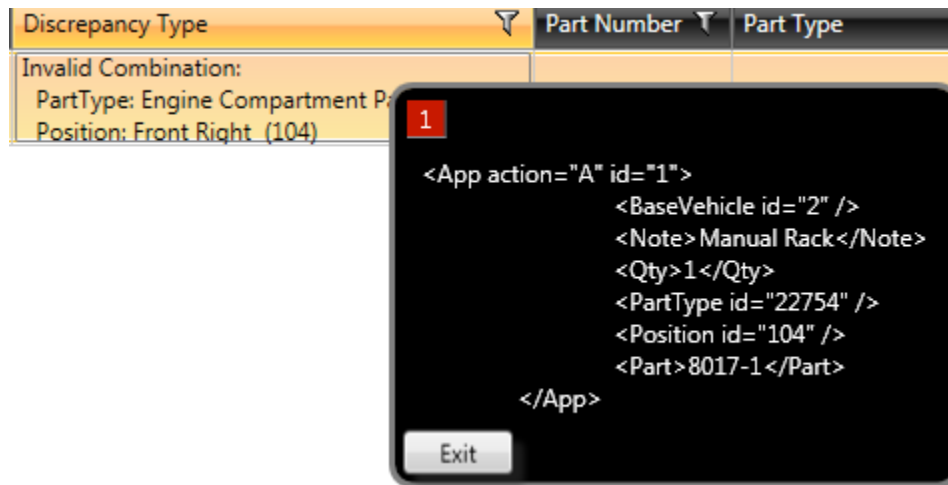 Discrepancy Type Part Number Part Type
Invalid Combination:
PartType: Engine Compartment
Position: Front Right (104)
1
<App action="A" id="1">
<BaseVehicle id="2" />
<Note>Manual Rack</Note>
<Qty>1</Qty>
<PartType id="22754" />
<Position id="104" />
<Part>8017-1</Part>
</App>
Exit